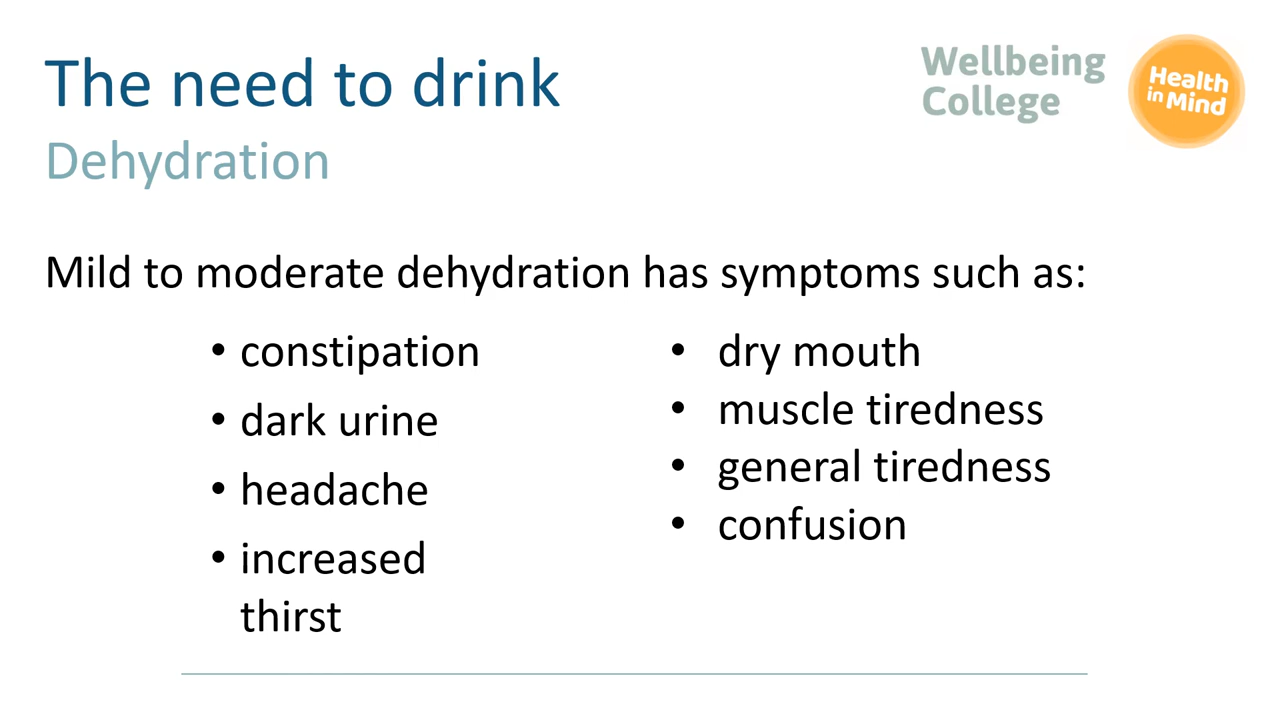 The need to drink
Dehydration
Wellbeing
College
Health
in Mind
Mild to moderate dehydration has symptoms such as:
• constipation
• dark urine
• headache
• increased
thirst
• dry mouth
• muscle tiredness
• general tiredness
• confusion